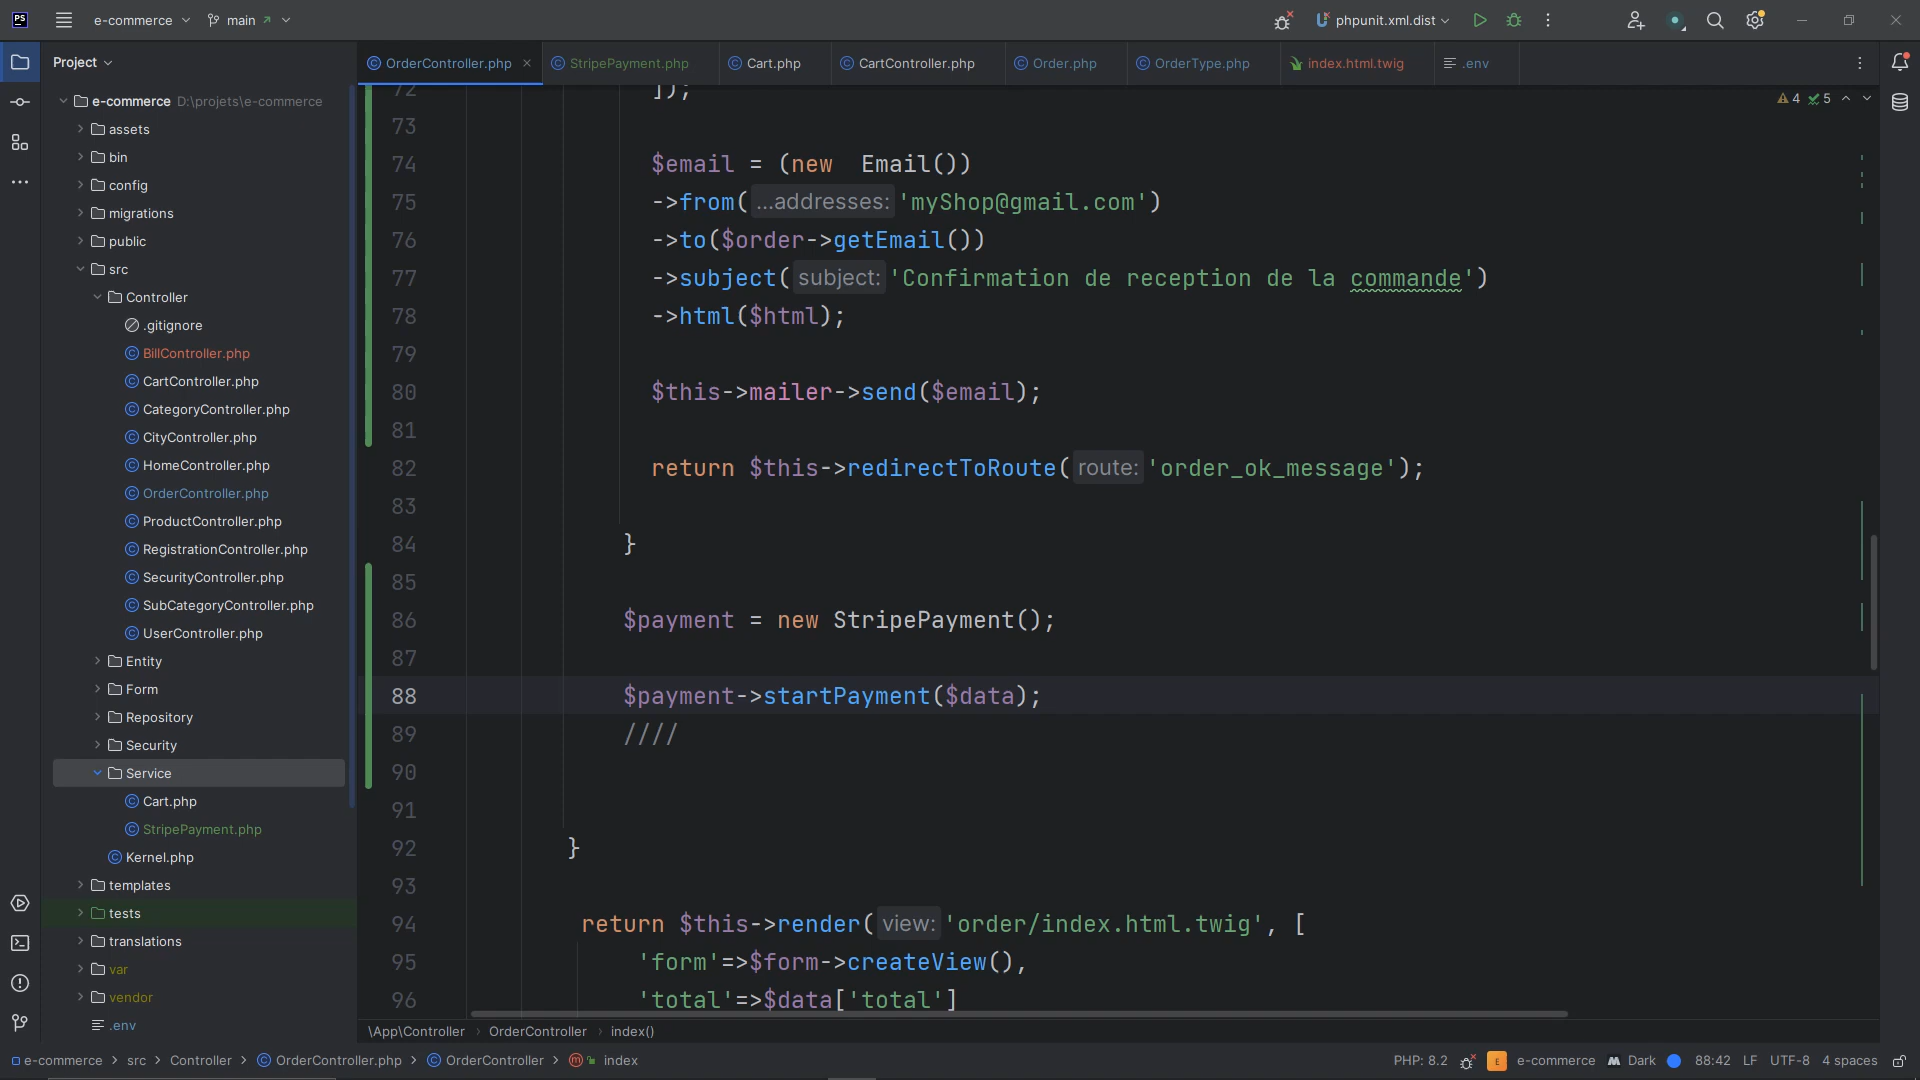 PS e-commerce main phpunit.xml.dist
Project
OrderController.php StripePayment.php Cart.php CartController.php Order.php OrderType.php index.html.twig .env
e-commerce D:\projets\e-commerce
assets
bin
config
migrations
public
src
Controller
.gitignore
BillController.php
CartController.php
CategoryController.php
CityController.php
HomeController.php
OrderController.php
ProductController.php
RegistrationController.php
SecurityController.php
SubCategoryController.php
UserController.php
Entity
Form
Repository
Security
Service
Cart.php
StripePayment.php
Kernel.php
templates
tests
translations
var
vendor
.env
4 5
72 ]);
73
74 $email = (new  Email())
75 ->from(...addresses: 'myShop@gmail.com')
76 ->to($order->getEmail())
77 ->subject( subject: 'Confirmation de reception de la commande')
78 ->html($html);
79
80 $this->mailer->send($email);
81
82 return $this->redirectToRoute( route: 'order_ok_message');
83
84 }
85
86 $payment = new StripePayment();
87
88 $payment->startPayment($data);
89 ////
90
91
92 }
93
94 return $this->render( view: 'order/index.html.twig', [
95 'form'=>$form->createView(),
96 'total'=>$data['total']
\App\Controller > OrderController > index()
e-commerce > src > Controller > OrderController.php > OrderController > index
PHP: 8.2 E e-commerce Dark 88:42 LF UTF-8 4 spaces